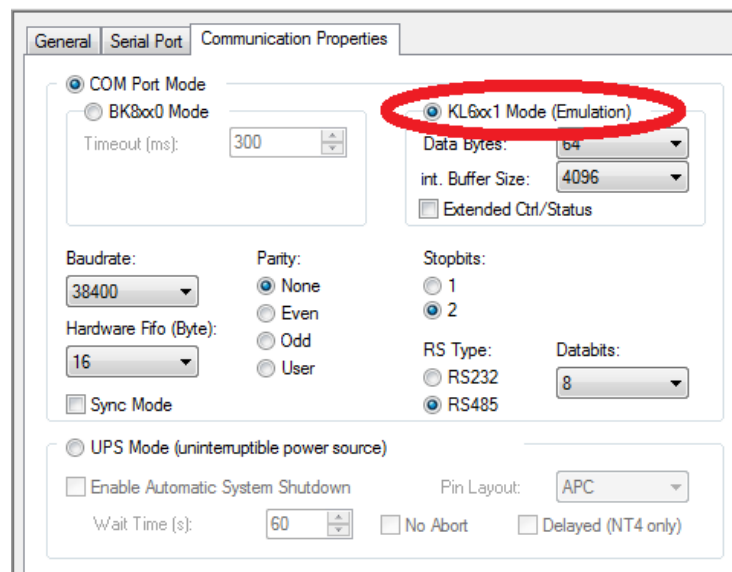 General Serial Port Communication Properties
COM Port Mode
BK8xx0 Mode
Timeout (ms): 300
KL6xx1 Mode (Emulation)
Data Bytes: 64
int. Buffer Size: 4096
Extended Ctrl/Status
Baudrate:
38400
Hardware Fifo (Byte):
16
Sync Mode
Parity:
None
Even
Odd
User
Stopbits:
1
2
RS Type:
RS232
RS485
Databits:
8
UPS Mode (uninterruptible power source)
Enable Automatic System Shutdown
Pin Layout: APC
Wait Time (s): 60
No Abort
Delayed (NT4 only)